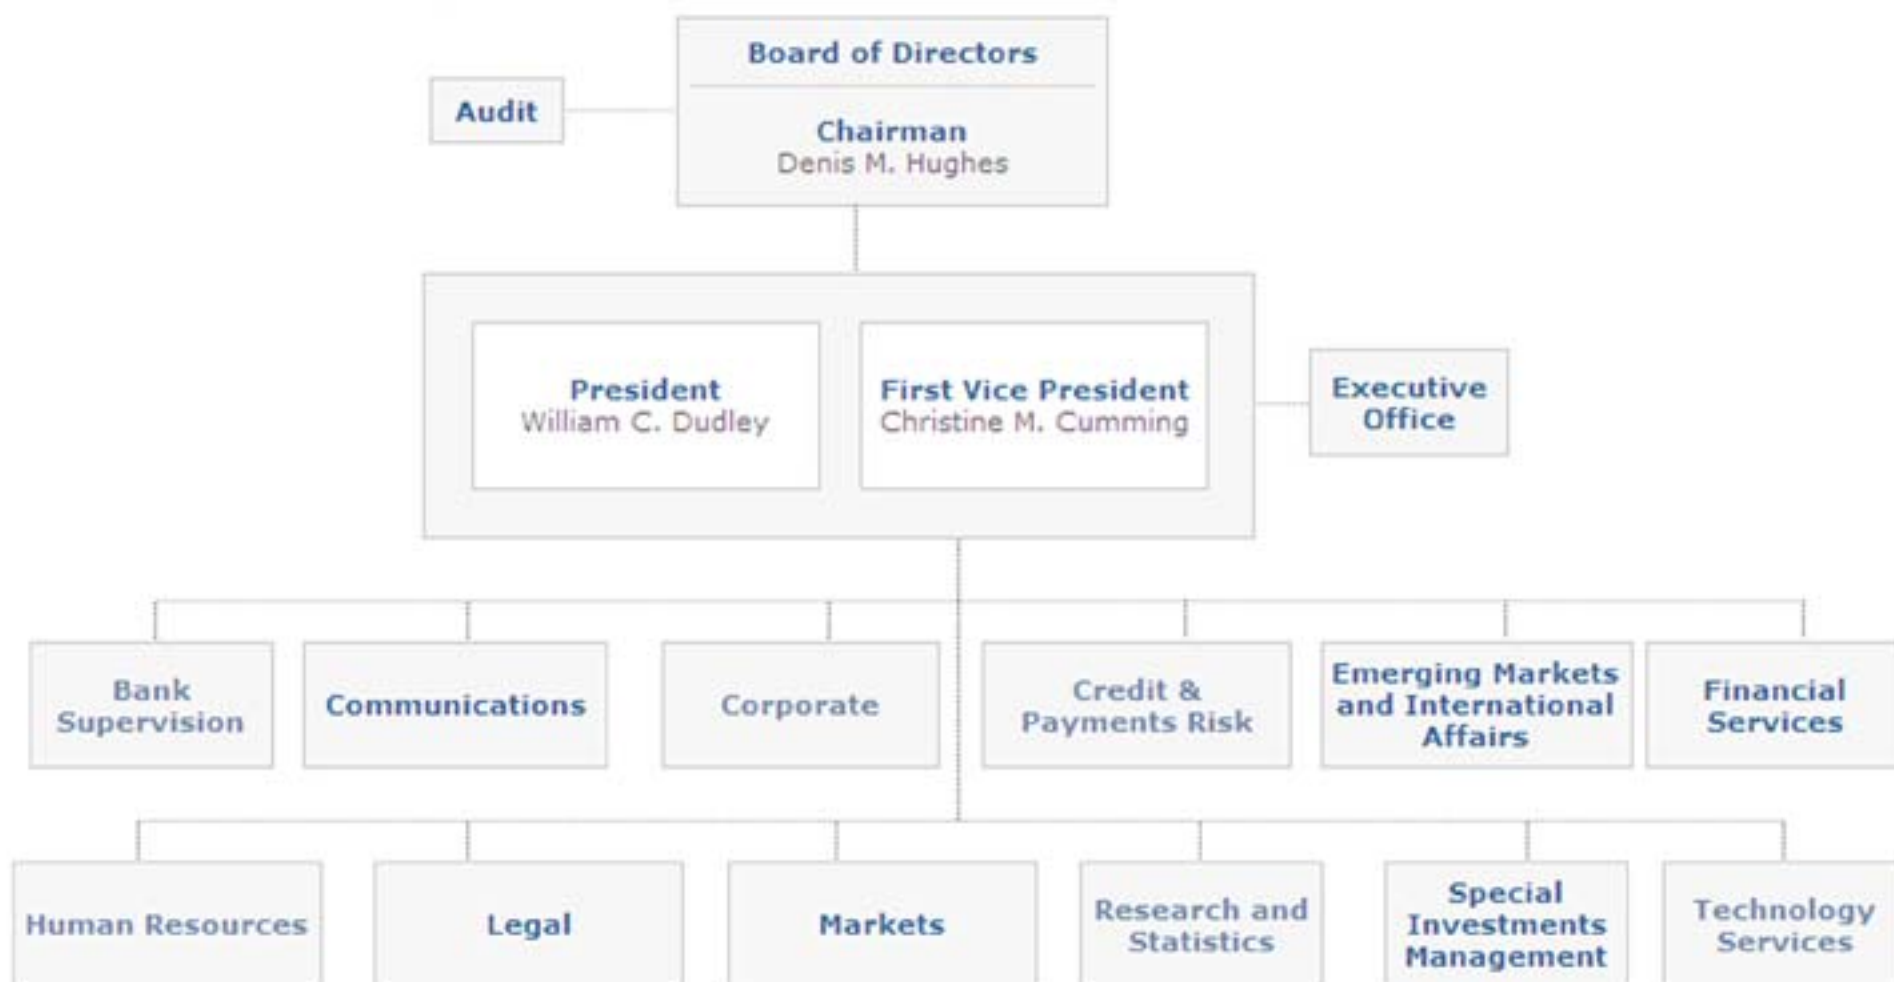 Board of Directors
Audit
Chairman
Denis M. Hughes
President
William C. Dudley
First Vice President
Christine M. Cumming
Executive
Office
Bank
Supervision
Communications
Corporate
Credit &
Payments Risk
Emerging Markets
and International
Affairs
Financial
Services
Human Resources
Legal
Markets
Research and
Statistics
Special
Investments
Management
Technology
Services